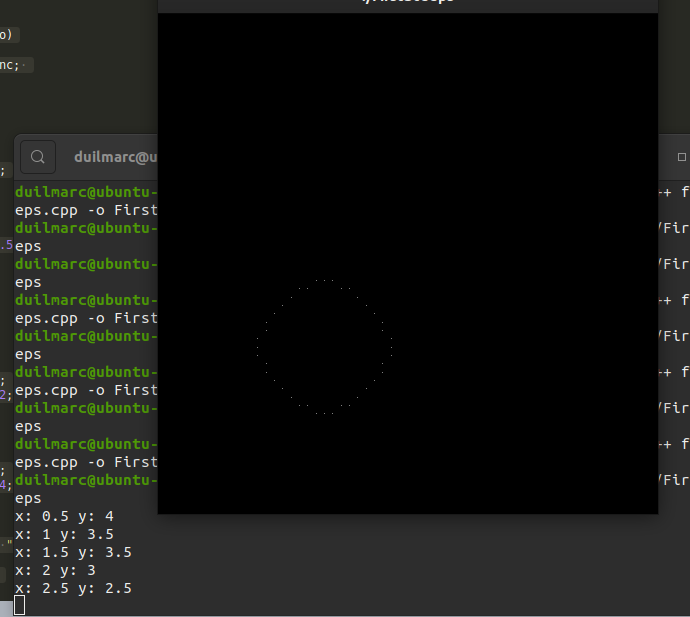 o)
nc;
;
duilmarc@u
duilmarc@ubuntu- -+ f
eps.cpp -o First
duilmarc@ubuntu- /Fir
.5
eps
duilmarc@ubuntu- /Fir
eps
duilmarc@ubuntu- -+ f
eps.cpp -o First
duilmarc@ubuntu- /Fir
eps
duilmarc@ubuntu- -+ f
;
2;
eps.cpp -o First
duilmarc@ubuntu- /Fir
eps
duilmarc@ubuntu- -+ f
eps.cpp -o First
;
4;
duilmarc@ubuntu- /Fir
eps
x: 0.5 y: 4
x: 1 y: 3.5
"
x: 1.5 y: 3.5
x: 2 y: 3
x: 2.5 y: 2.5